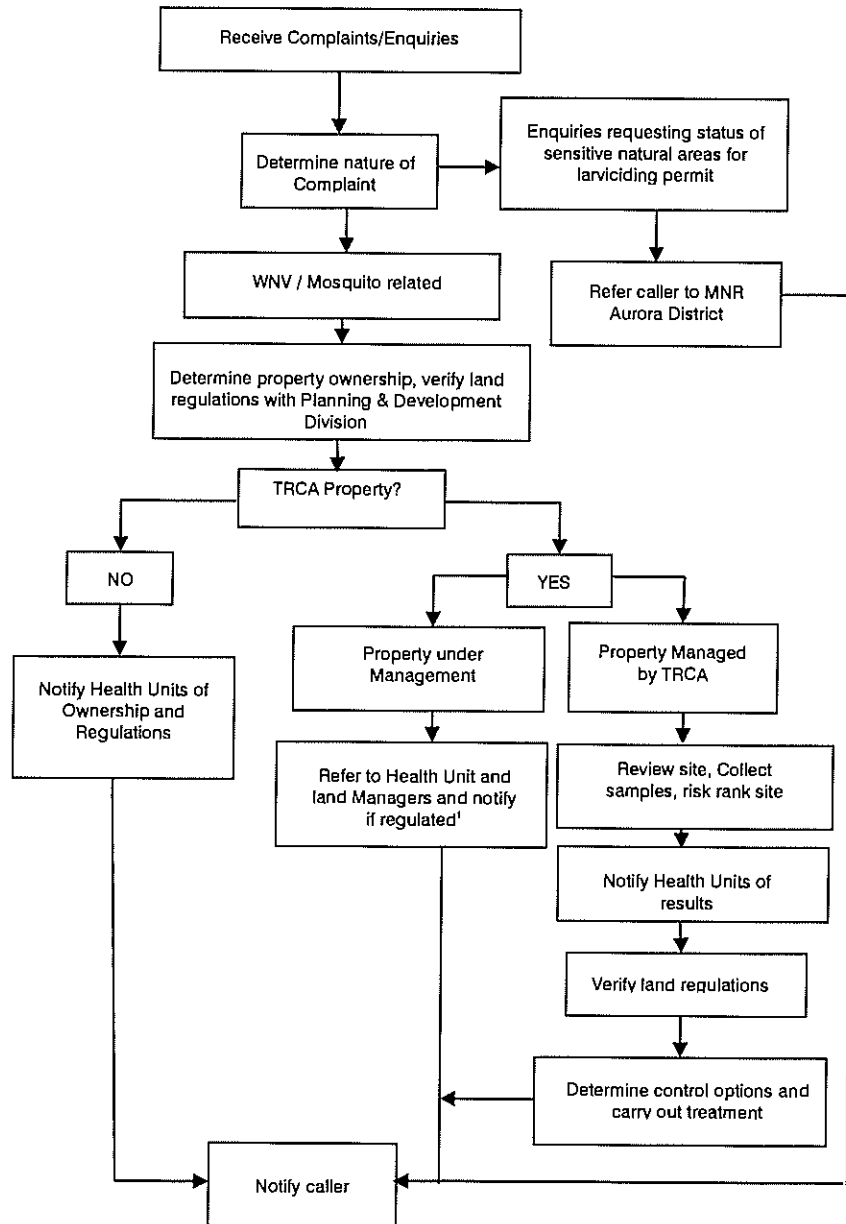 Receive Complaints/Enquiries
Enquiries requesting status of
sensitive natural areas for
larviciding permit
Determine nature of
Complaint
WNV / Mosquito related
Refer caller to MNR
Aurora District
Determine property ownership, verify land
regulations with Planning & Development
Division
TRCA Property?
NO
YES
Property under
Management
Property Managed
by TRCA
Notify Health Units of
Ownership and
Regulations
Refer to Health Unit and
land Managers and notify
if regulated¹
Review site, Collect
samples, risk rank site
Notify Health Units of
results
Verify land regulations
Determine control options and
carry out treatment
Notify caller